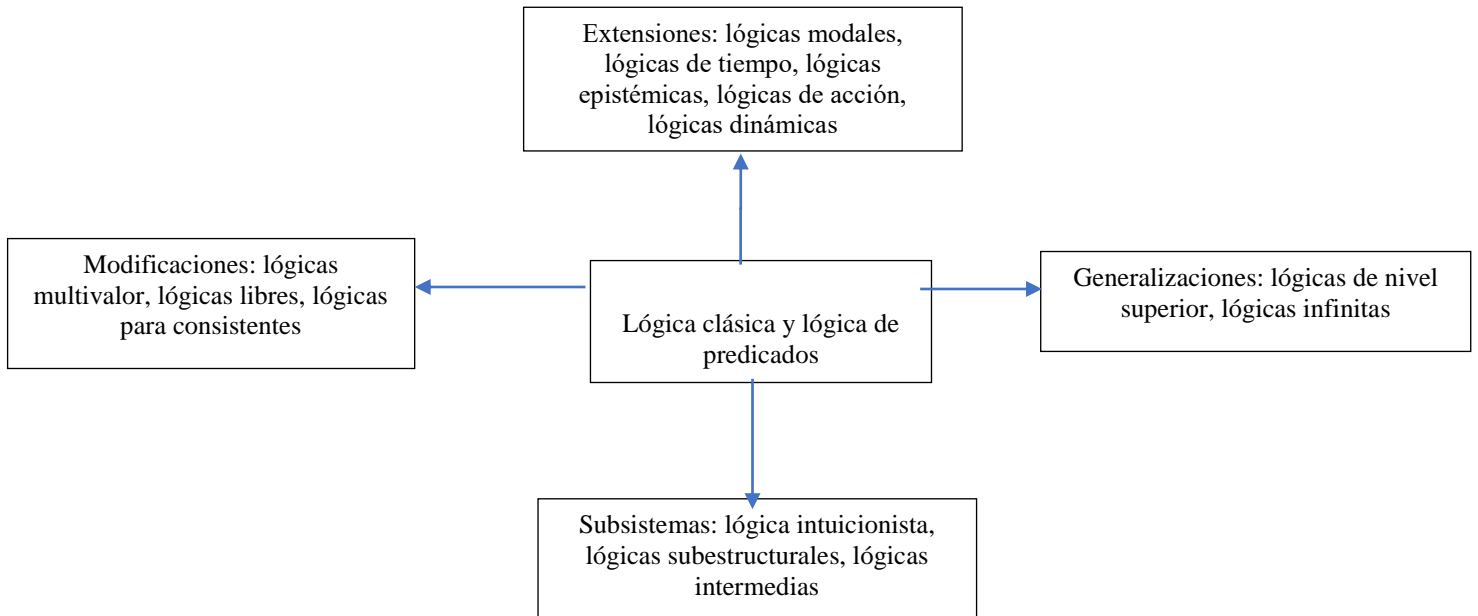 Extensiones: lógicas modales,
lógicas de tiempo, lógicas
epistémicas, lógicas de acción,
lógicas dinámicas
Modificaciones: lógicas
multivalor, lógicas libres, lógicas
para consistentes
Lógica clásica y lógica de
predicados
Generalizaciones: lógicas de nivel
superior, lógicas infinitas
Subsistemas: lógica intuicionista,
lógicas subestructurales, lógicas
intermedias